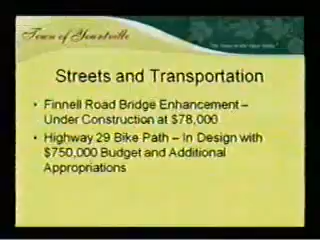 Town of Yountville
Streets and Transportation
• Finnell Road Bridge Enhancement –
Under Construction at $78,000
• Highway 29 Bike Path – In Design with
$750,000 Budget and Additional
Appropriations